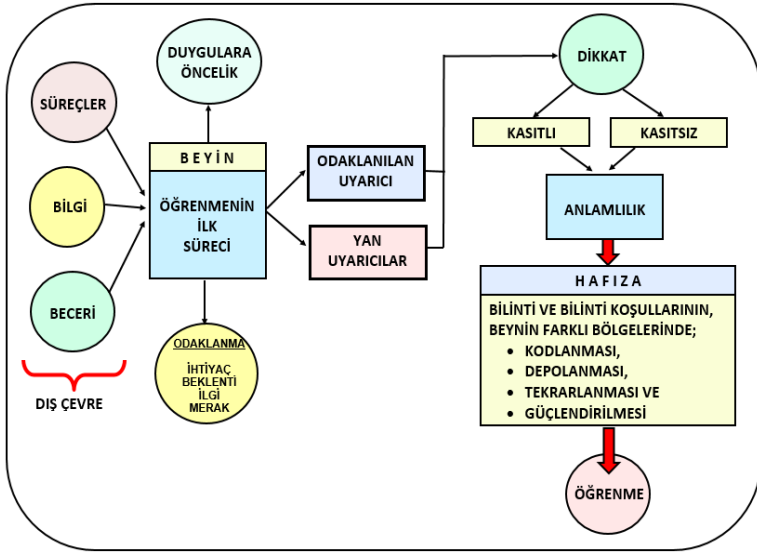 SÜREÇLER
BİLGİ
BECERİ
DIŞ ÇEVRE
DUYGULARA
ÖNCELİK
B E Y İ N
ÖĞRENMENİN
İLK
SÜRECİ
ODAKLANMA
İHTİYAÇ
BEKLENTİ
İLGİ
MERAK
ODAKLANILAN
UYARICI
YAN
UYARICILAR
DİKKAT
KASITLI
KASITSIZ
ANLAMLILIK
H A F I Z A
BİLİNTİ VE BİLİNTİ KOŞULLARININ,
BEYNİN FARKLI BÖLGELERİNDE;
• KODLANMASI,
• DEPOLANMASI,
• TEKRARLANMASI VE
• GÜÇLENDİRİLMESİ
ÖĞRENME